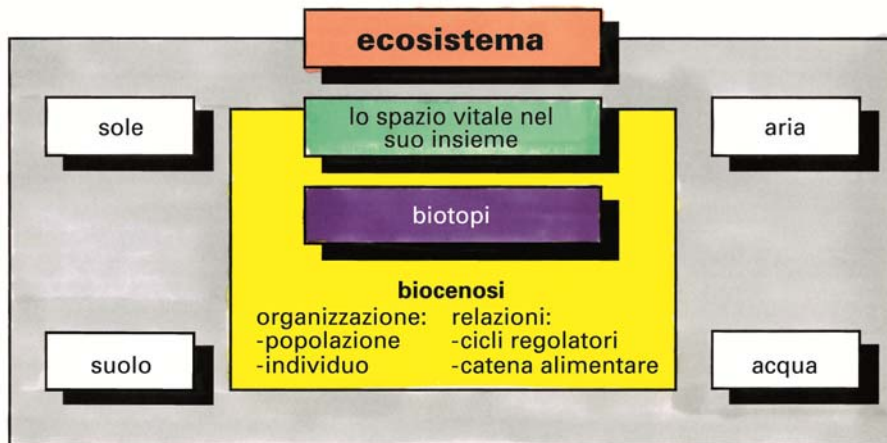 ecosistema
sole
lo spazio vitale nel
suo insieme
aria
biotopi
biocenosi
organizzazione:
-popolazione
-individuo
relazioni:
-cicli regolatori
-catena alimentare
suolo
acqua